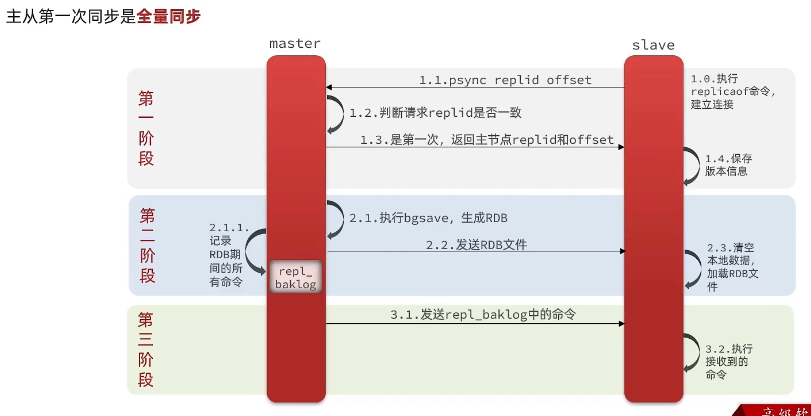 主从第一次同步是全量同步
master
slave
第一阶段
1.0.执行
replicaof命令,
建立连接
1.1.psync replid offset
1.2.判断请求replid是否一致
1.3.是第一次，返回主节点replid和offset
1.4.保存
版本信息
第二阶段
2.1.执行bgsave，生成RDB
2.1.1.
记录
RDB期
间的所
有命令
repl_
baklog
2.2.发送RDB文件
2.3.清空
本地数据，
加载RDB文
件
第三阶段
3.1.发送repl_baklog中的命令
3.2.执行
接收到的
命令